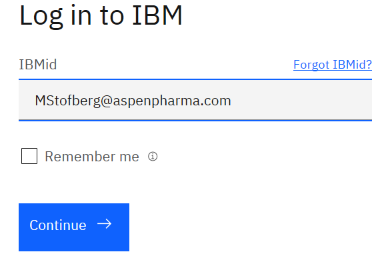 Log in to IBM
IBMid Forgot IBMid?
MStofberg@aspenpharma.com
Remember me
Continue →